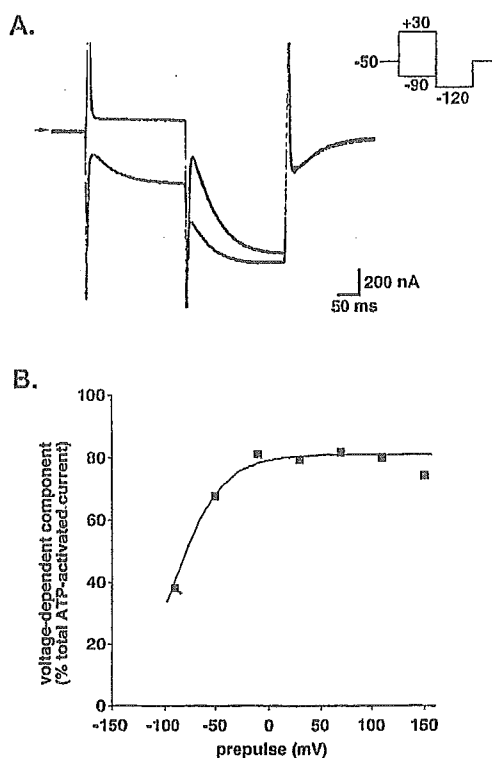 A.
+30
-50
-90
-120
200 nA
50 ms
B.
voltage-dependent component
(% total ATP-activated current)
100
80
60
40
20
0
-150
-100
-50
0
50
100
150
prepulse (mV)